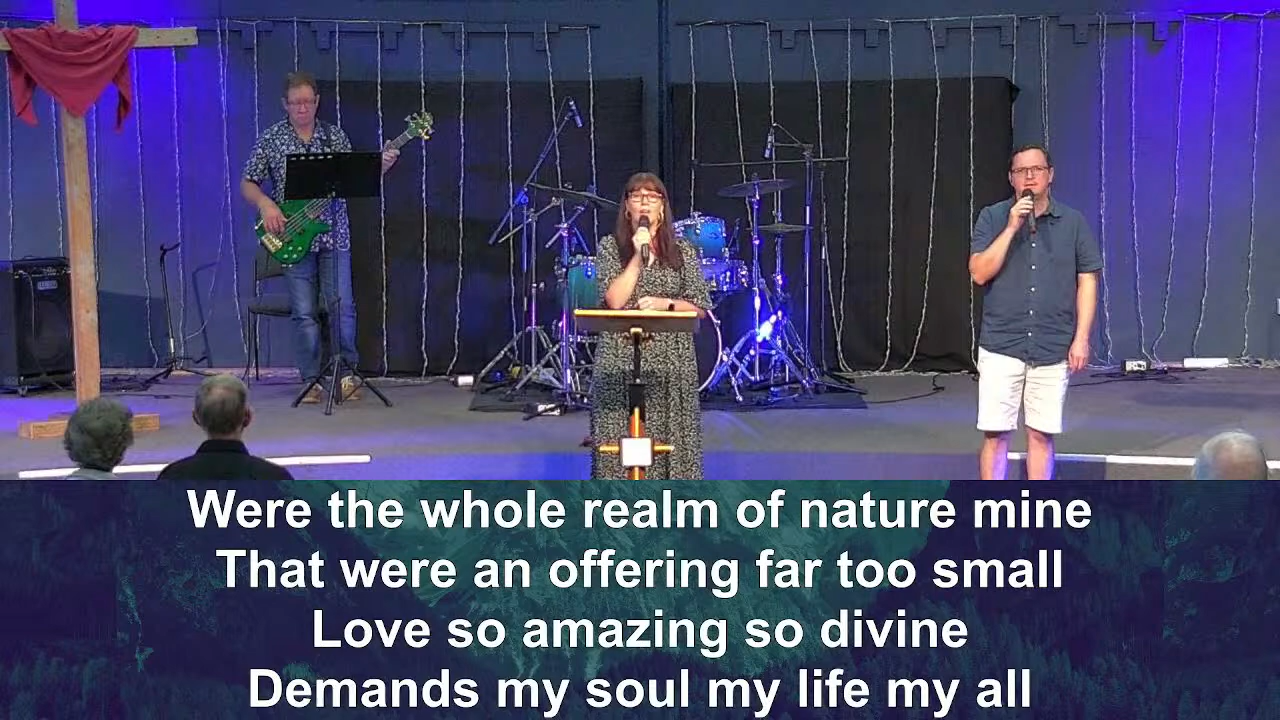 Were the whole realm of nature mine
That were an offering far too small
Love so amazing so divine
Demands my soul my life my all